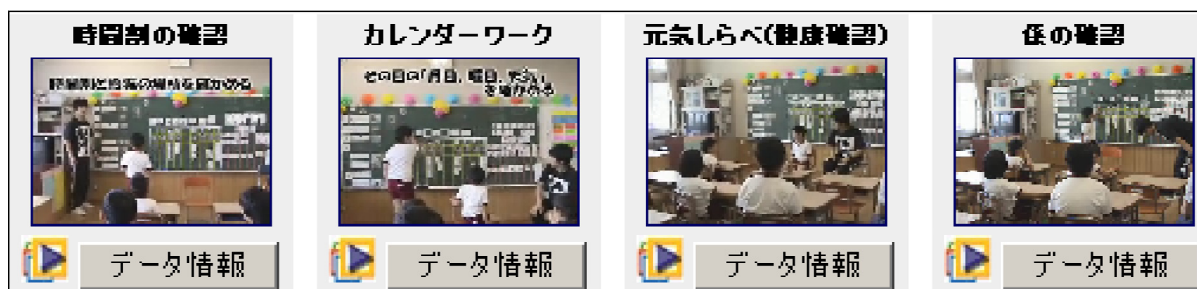 時間割の確認
カレンダーワーク
元気しらべ(健康確認)
係の確認
その日の「月日、曜日、天気」
を確かめる
データ情報
データ情報
データ情報
データ情報